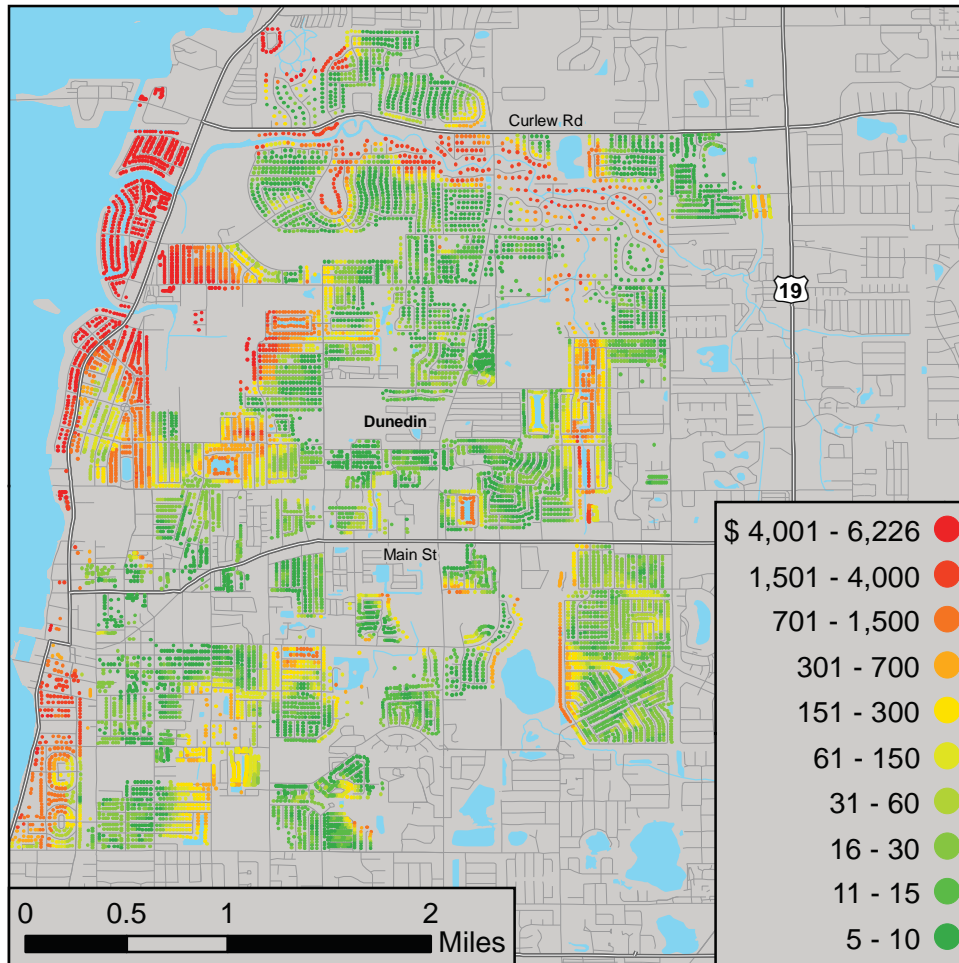 Curlew Rd
19
Dunedin
Main St
$ 4,001 - 6,226
1,501 - 4,000
701 - 1,500
301 - 700
151 - 300
61 - 150
31 - 60
16 - 30
11 - 15
5 - 10
0 0.5 1 2
Miles